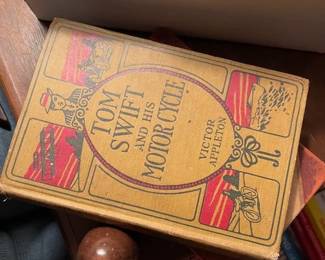 TOM
SWIFT
AND HIS
MOTOR CYCLE
VICTOR
APPLETON